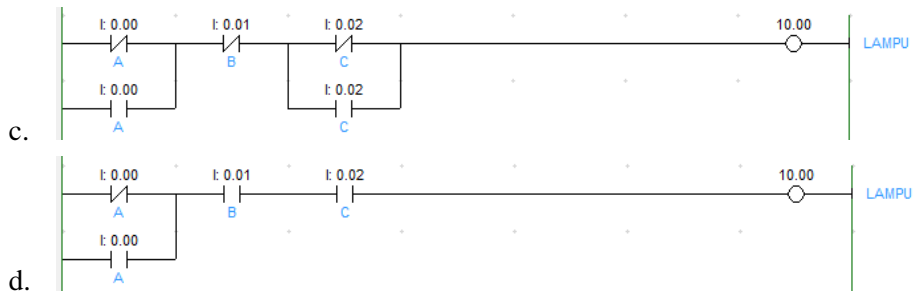 I: 0.00 I: 0.01 I: 0.02 10.00
LAMPU
A B C
I: 0.00 I: 0.02
A C
c.
I: 0.00 I: 0.01 I: 0.02 10.00
LAMPU
A B C
I: 0.00
A
d.